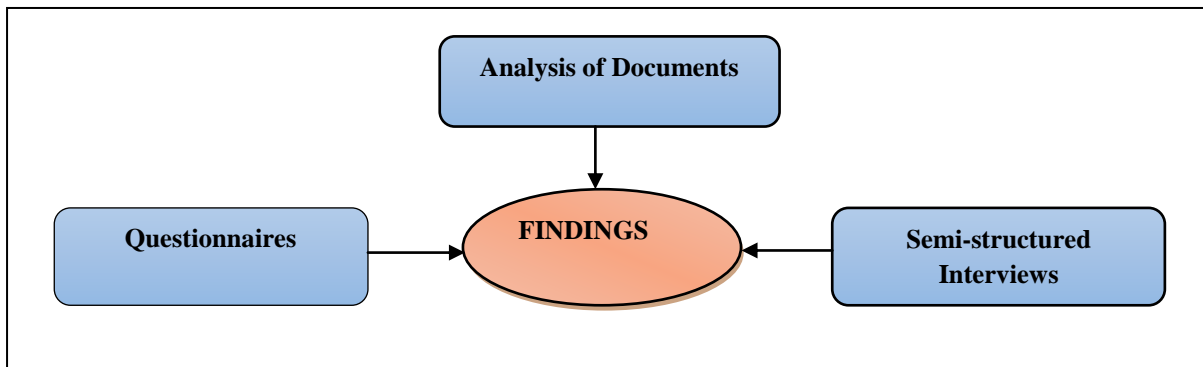 Analysis of Documents
Questionnaires
FINDINGS
Semi-structured
Interviews